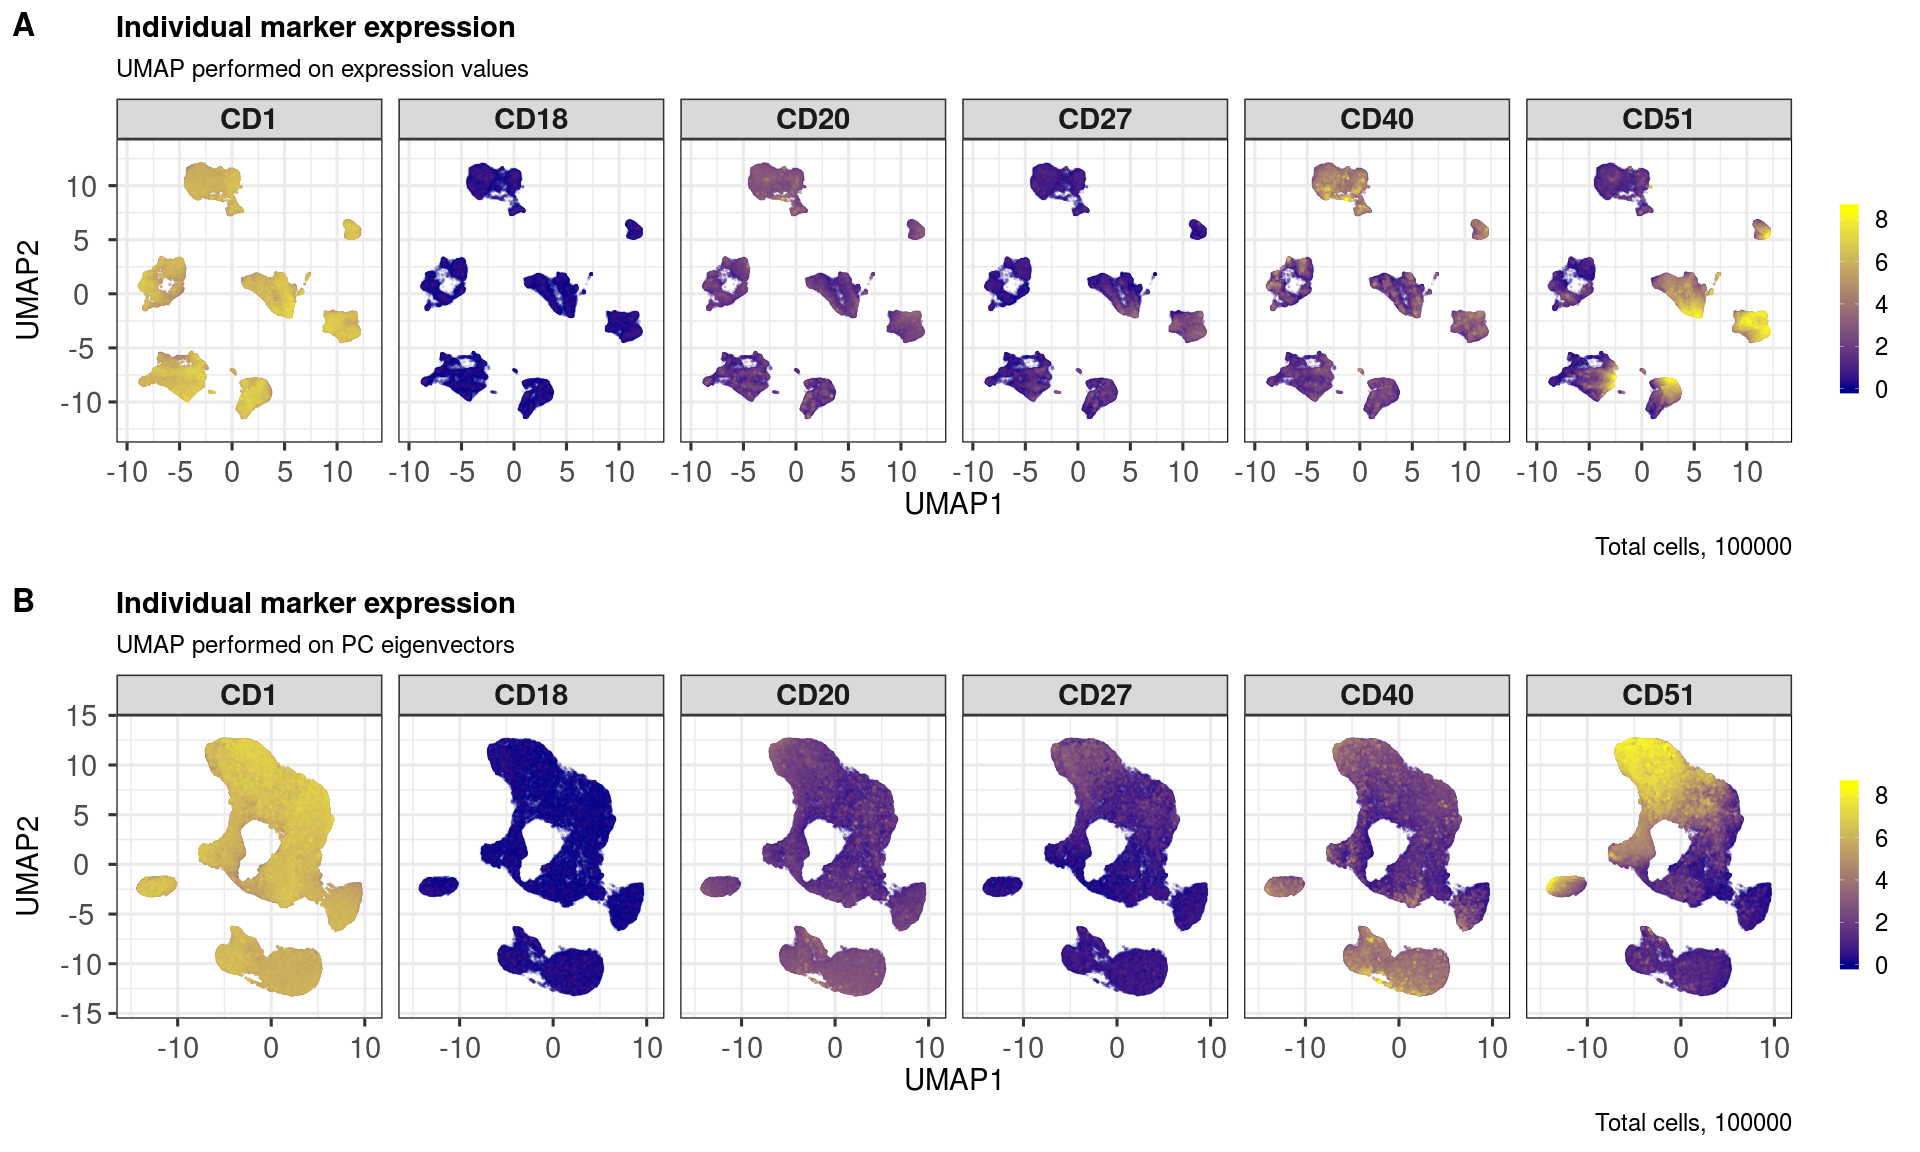 A
Individual marker expression
UMAP performed on expression values
CD1 CD18 CD20 CD27 CD40 CD51
10
5
0
-5
-10
UMAP2
-10 -5 0 5 10 -10 -5 0 5 10 -10 -5 0 5 10 -10 -5 0 5 10 -10 -5 0 5 10 -10 -5 0 5 10
UMAP1
8
6
4
2
0
Total cells, 100000
B
Individual marker expression
UMAP performed on PC eigenvectors
CD1 CD18 CD20 CD27 CD40 CD51
15
10
5
0
-5
-10
-15
UMAP2
-10 0 10 -10 0 10 -10 0 10 -10 0 10 -10 0 10 -10 0 10
UMAP1
8
6
4
2
0
Total cells, 100000